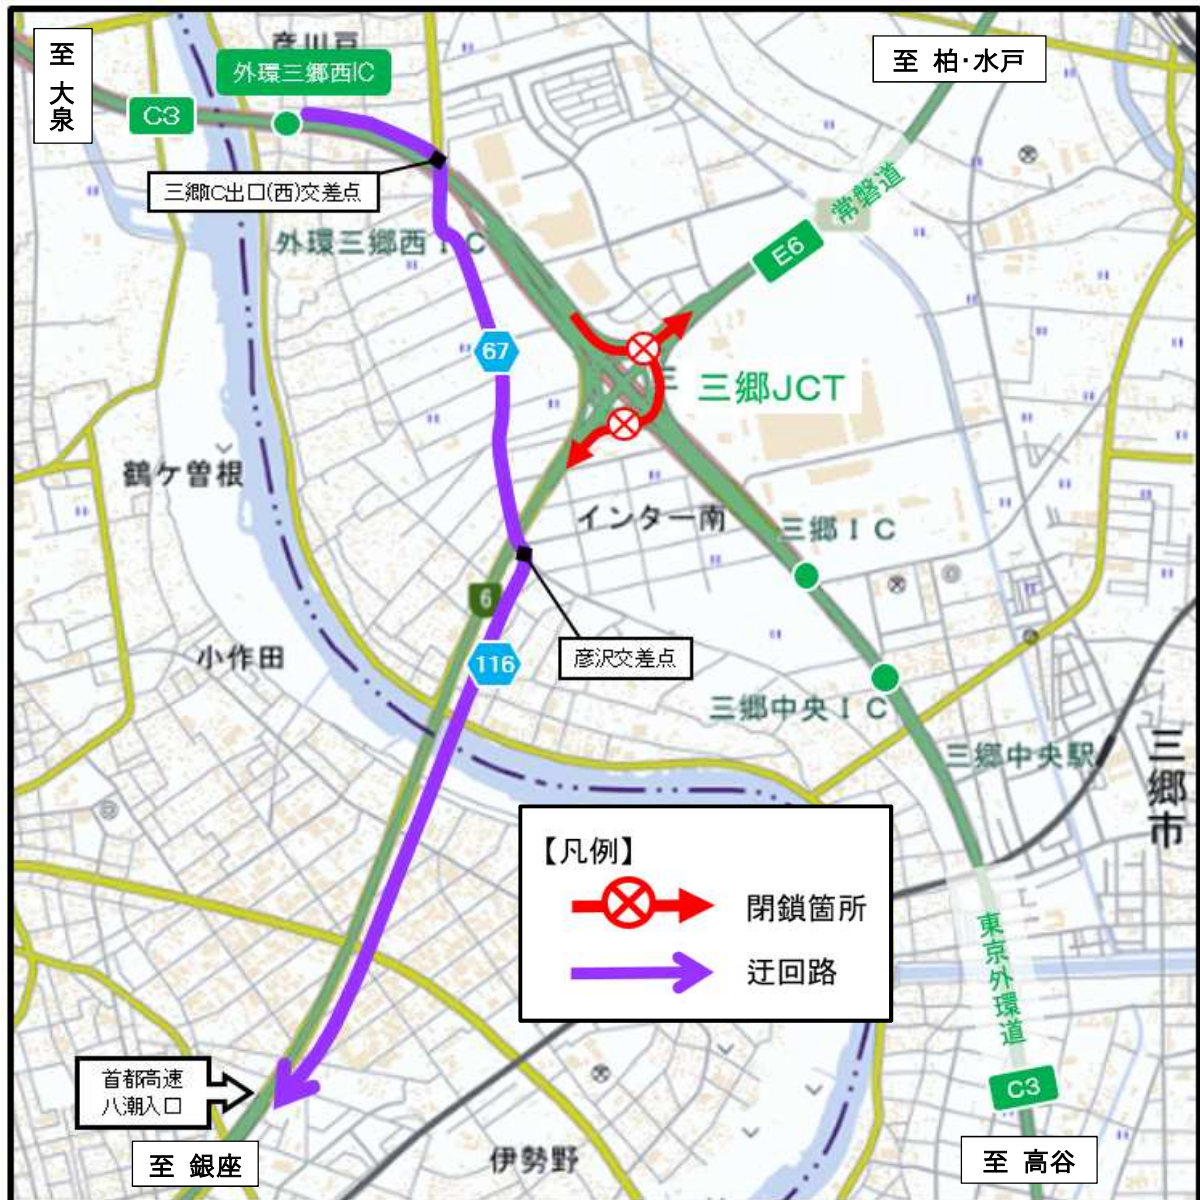 至
大
泉
彦川戸
外環三郷西IC
C3
至 柏・水戸
三郷IC出口(西)交差点
外環三郷西IC
常磐道
E6
67
三
三郷JCT
鶴ケ曽根
インター南
三郷IC
6
小作田
116
彦沢交差点
三郷中央IC
三郷中央駅
三郷市
【凡例】
閉鎖箇所
迂回路
東京外環道
首都高速
八潮入口
C3
至 銀座
伊勢野
至 高谷